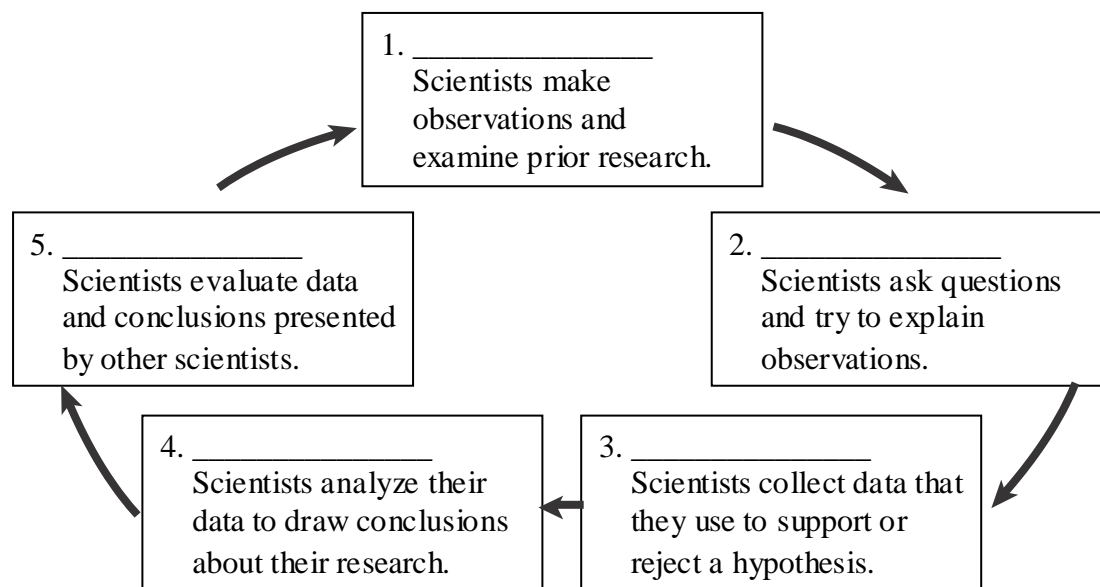 1. _______________
Scientists make
observations and
examine prior research.
2. _______________
Scientists ask questions
and try to explain
observations.
3. _______________
Scientists collect data that
they use to support or
reject a hypothesis.
4. _______________
Scientists analyze their
data to draw conclusions
about their research.
5. _______________
Scientists evaluate data
and conclusions presented
by other scientists.